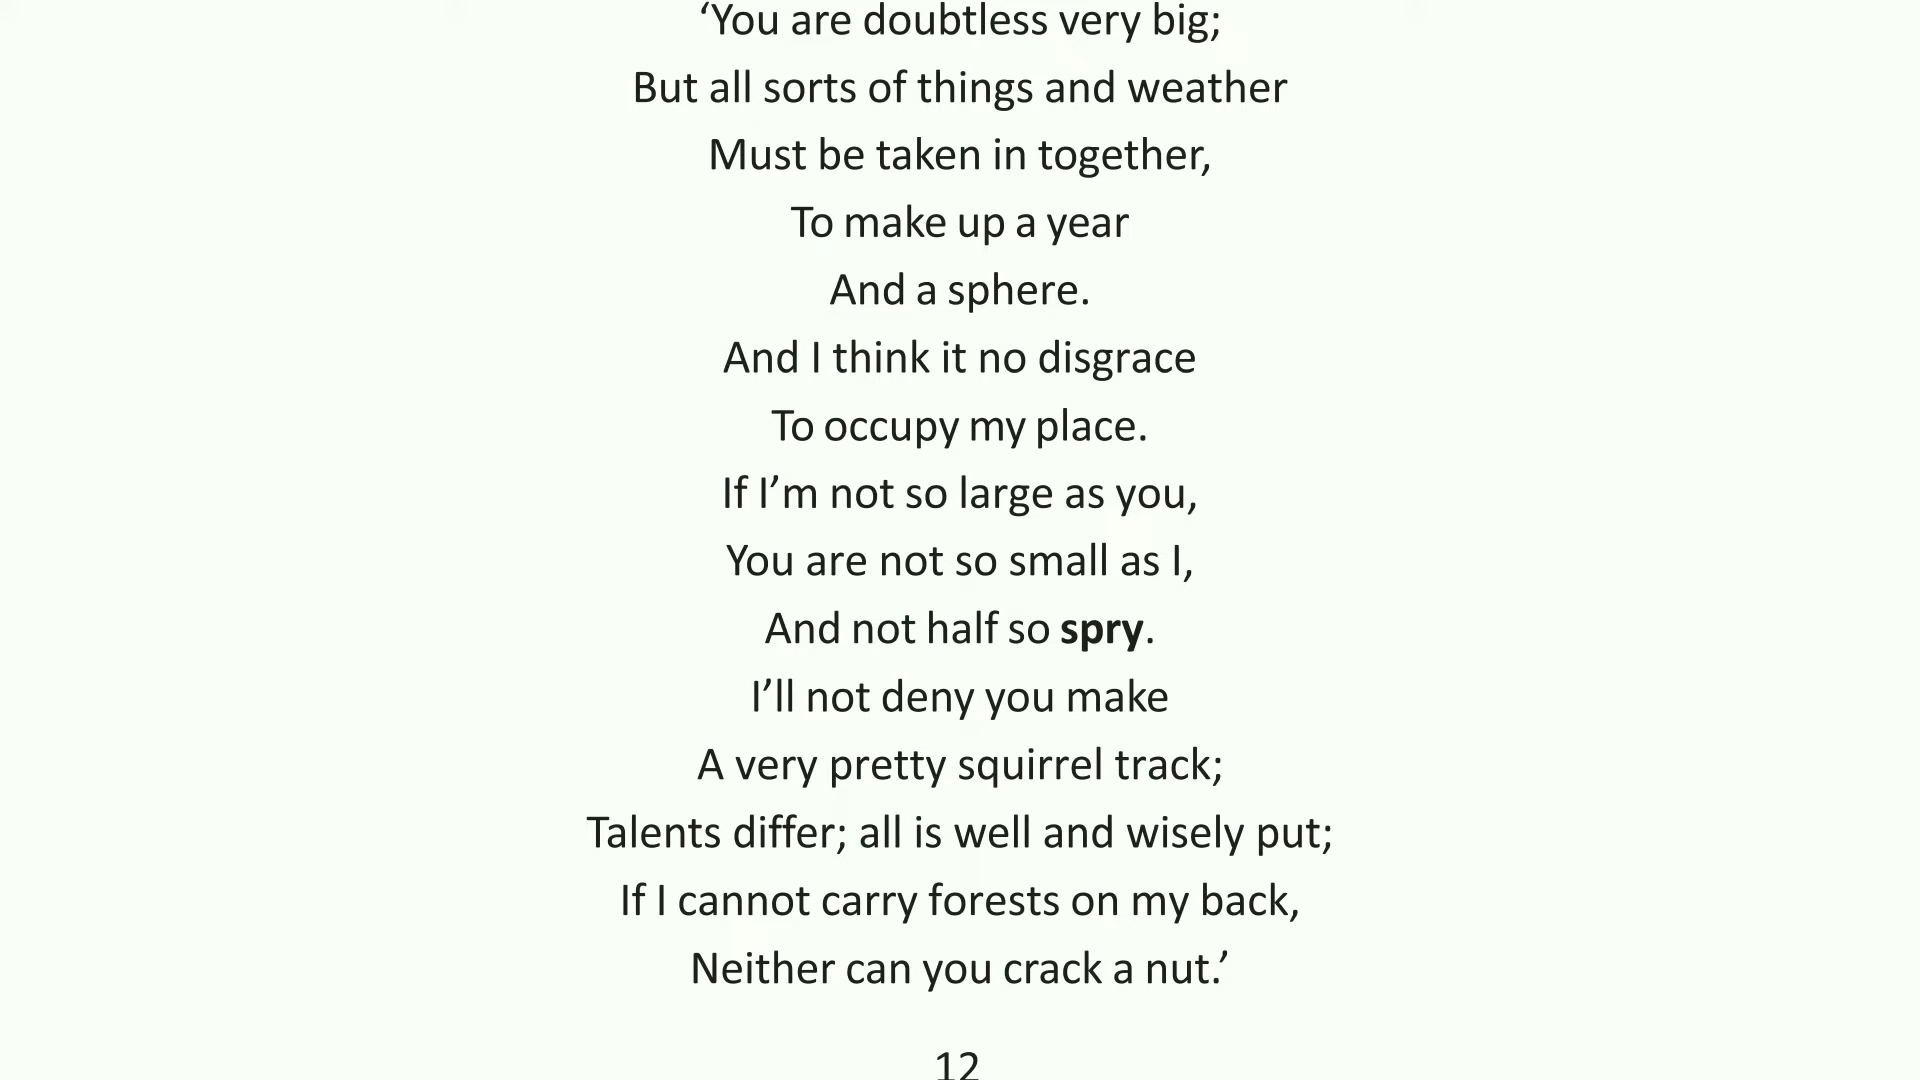 ‘You are doubtless very big;
But all sorts of things and weather
Must be taken in together,
To make up a year
And a sphere.
And I think it no disgrace
To occupy my place.
If I’m not so large as you,
You are not so small as I,
And not half so spry.
I’ll not deny you make
A very pretty squirrel track;
Talents differ; all is well and wisely put;
If I cannot carry forests on my back,
Neither can you crack a nut.’
12